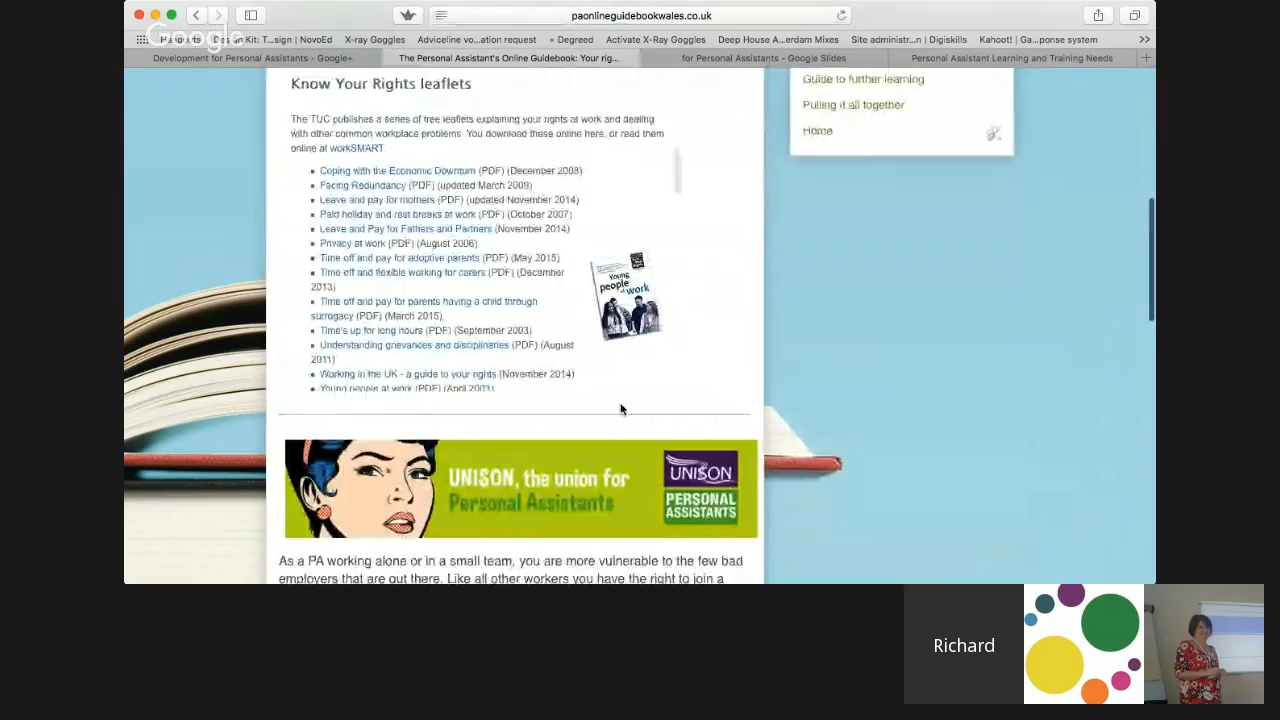 paonlineguidebookwales.co.uk
Google
Hangouts Design Kit: T...sign | NovoEd X-ray Goggles Adviceline vo...ation request + Degreed Activate X-Ray Goggles Deep House A...erdam Mixes Site administr...n | Digiskills Kahoot! | Ga...ponse system >>
Development for Personal Assistants - Google+ The Personal Assistant's Online Guidebook: Your rig... for Personal Assistants - Google Slides Personal Assistant Learning and Training Needs
Know Your Rights leaflets
The TUC publishes a series of free leaflets explaining your rights at work and dealing
with other common workplace problems. You download these online here, or read them
online at workSMART.
Coping with the Economic Downturn (PDF) (December 2008)
Facing Redundancy (PDF) (updated March 2009)
Leave and pay for mothers (PDF) (updated November 2014)
Paid holiday and rest breaks at work (PDF) (October 2007)
Leave and Pay for Fathers and Partners (November 2014)
Privacy at work (PDF) (August 2006)
Time off and pay for adoptive parents (PDF) (May 2015)
Time off and flexible working for carers (PDF) (December
2013)
Time off and pay for parents having a child through
surrogacy (PDF) (March 2015)
Time's up for long hours (PDF) (September 2003)
Understanding grievances and disciplinaries (PDF) (August
2011)
Working in the UK - a guide to your rights (November 2014)
Young people at work (PDF) (April 2003)
Young
people
at work
Guide to further learning
Pulling it all together
Home
UNISON, the union for
Personal Assistants
UNISON
PERSONAL
ASSISTANTS
As a PA working alone or in a small team, you are more vulnerable to the few bad
employers that are out there. Like all other workers you have the right to join a
Richard